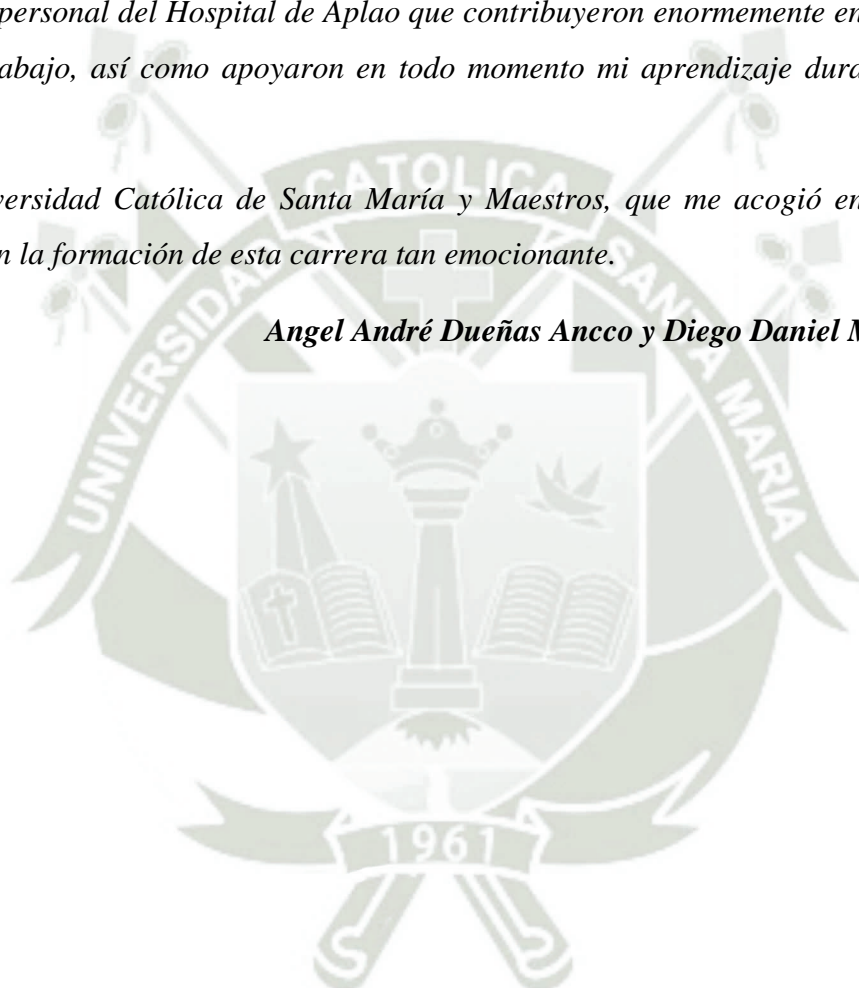 personal del Hospital de Aplao que contribuyeron enormemente en
abajo, así como apoyaron en todo momento mi aprendizaje dura
versidad Católica de Santa María y Maestros, que me acogió en
n la formación de esta carrera tan emocionante.
Angel André Dueñas Ancco y Diego Daniel M
UNIVERSIDAD CATOLICA SANTA MARIA
1961